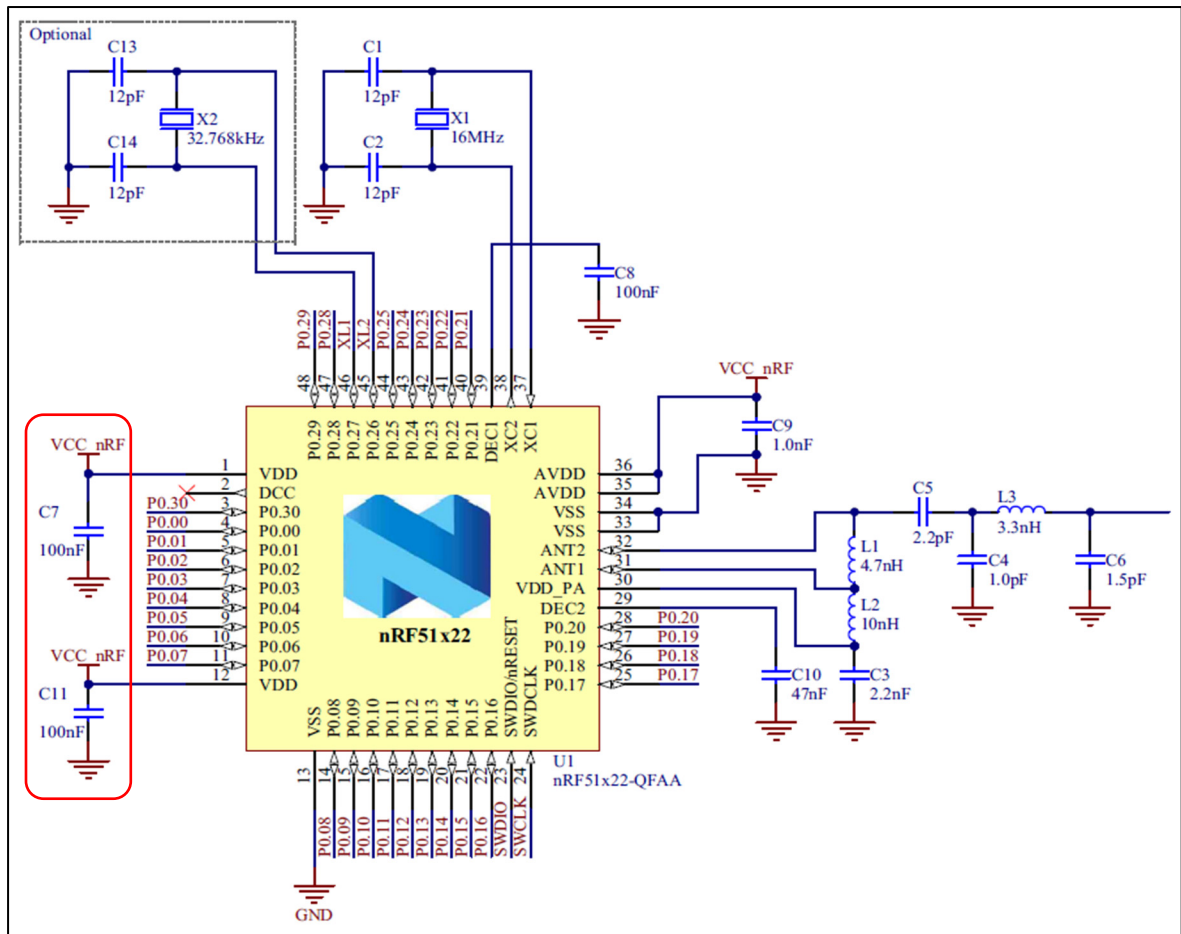 Optional
C13
12pF
X2
32.768kHz
C14
12pF
C1
12pF
X1
16MHz
C2
12pF
C8
100nF
P0.29
P0.28
XL1
XL2
P0.25
P0.24
P0.23
P0.22
P0.21
48
47
46
45
44
43
42
41
40
39
38
37
P0.29
P0.28
P0.27
P0.26
P0.25
P0.24
P0.23
P0.22
P0.21
DEC1
XC2
XC1
VCC_nRF
C9
1.0nF
VCC_nRF
C7
100nF
VCC_nRF
C11
100nF
1 VDD
2 DCC
P0.30 3 P0.30
P0.00 4 P0.00
P0.01 5 P0.01
P0.02 6 P0.02
P0.03 7 P0.03
P0.04 8 P0.04
P0.05 9 P0.05
P0.06 10 P0.06
P0.07 11 P0.07
12 VDD
nRF51x22
AVDD 36
AVDD 35
VSS 34
VSS 33
ANT2 32
ANT1 31
VDD_PA 30
DEC2 29
P0.20 28 P0.20
P0.19 27 P0.19
P0.18 26 P0.18
P0.17 25 P0.17
C5
2.2pF
L3
3.3nH
L1
4.7nH
C4
1.0pF
C6
1.5pF
L2
10nH
C10
47nF
C3
2.2nF
VSS
P0.08
P0.09
P0.10
P0.11
P0.12
P0.13
P0.14
P0.15
P0.16
SWDIO/nRESET
SWDCLK
U1
nRF51x22-QFAA
13
14
15
16
17
18
19
20
21
22
23
24
P0.08
P0.09
P0.10
P0.11
P0.12
P0.13
P0.14
P0.15
P0.16
SWDIO
SWCLK
GND